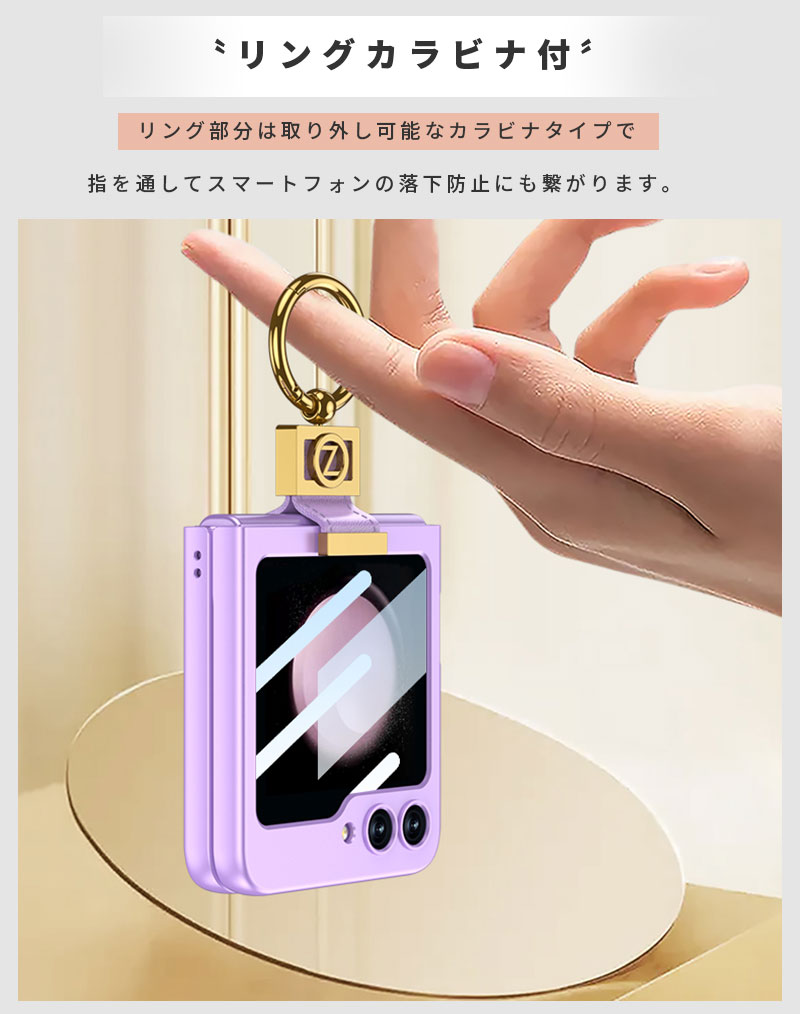 〝リングカラビナ付〞
リング部分は取り外し可能なカラビナタイプで
指を通してスマートフォンの落下防止にも繋がります。
Z